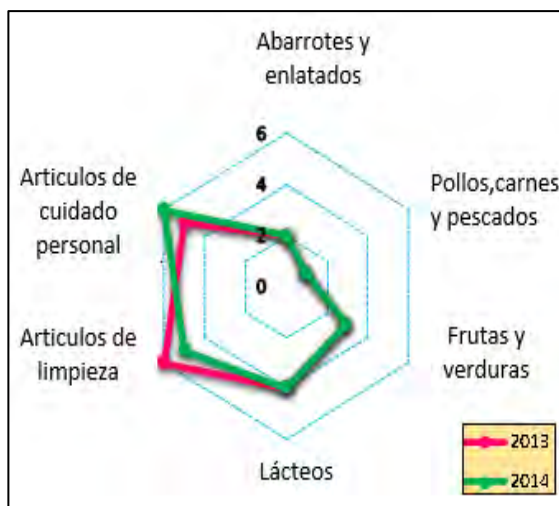 Abarrotes y
enlatados
6
4
2
0
Pollos,carnes
y pescados
Frutas y
verduras
Lácteos
Articulos de
limpieza
Articulos de
cuidado
personal
2013
2014